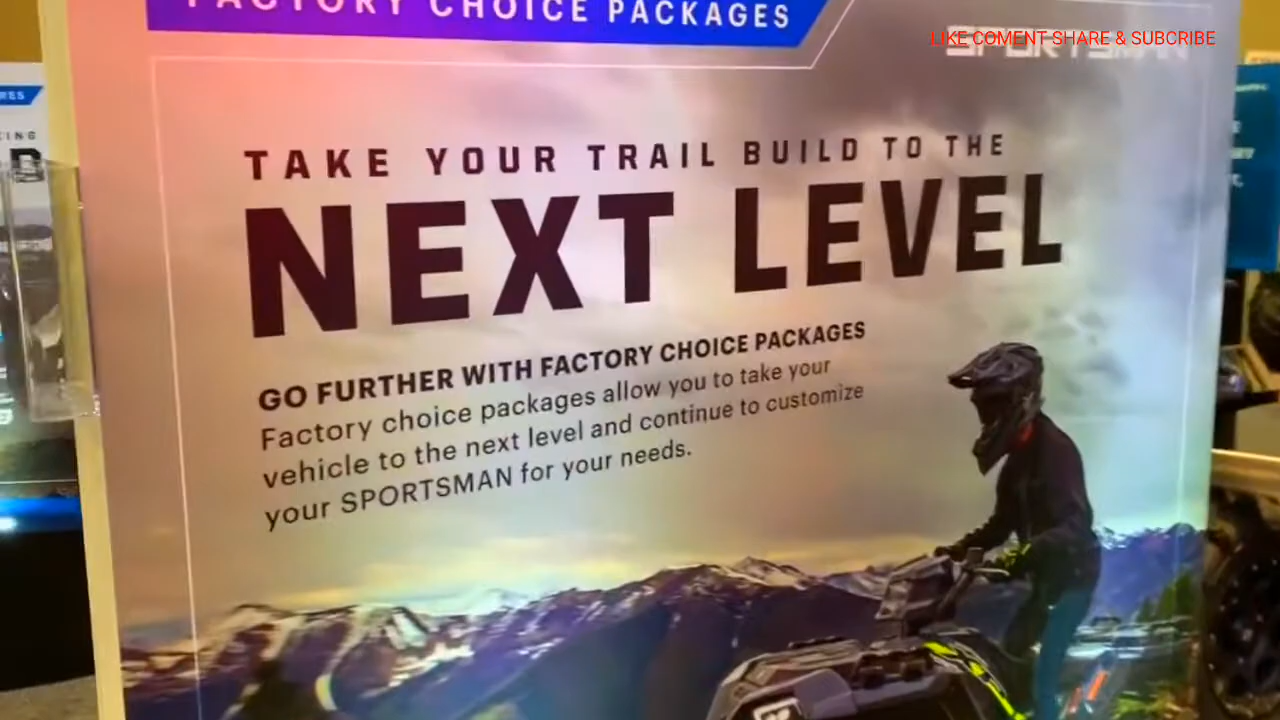 FACTORY CHOICE PACKAGES
LIKE COMENT SHARE & SUBCRIBE
SPORTSMAN
TAKE YOUR TRAIL BUILD TO THE
NEXT LEVEL
GO FURTHER WITH FACTORY CHOICE PACKAGES
Factory choice packages allow you to take your
vehicle to the next level and continue to customize
your SPORTSMAN for your needs.